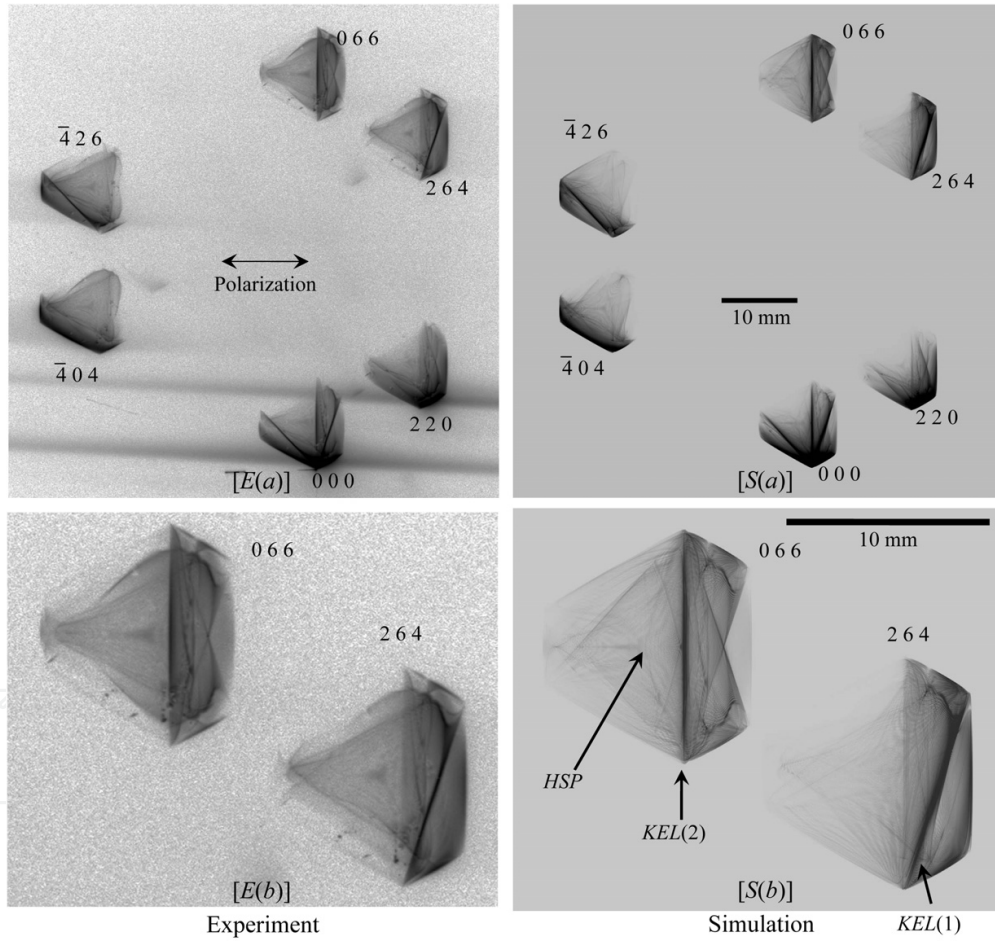 0 6 6
4̅ 2 6
2 6 4
Polarization
4̅ 0 4
2 2 0
[E(a)] 0 0 0
0 6 6
4̅ 2 6
2 6 4
10 mm
4̅ 0 4
2 2 0
[S(a)] 0 0 0
0 6 6
2 6 4
[E(b)]
Experiment
10 mm
0 6 6
2 6 4
HSP
KEL(2)
[S(b)]
Simulation
KEL(1)